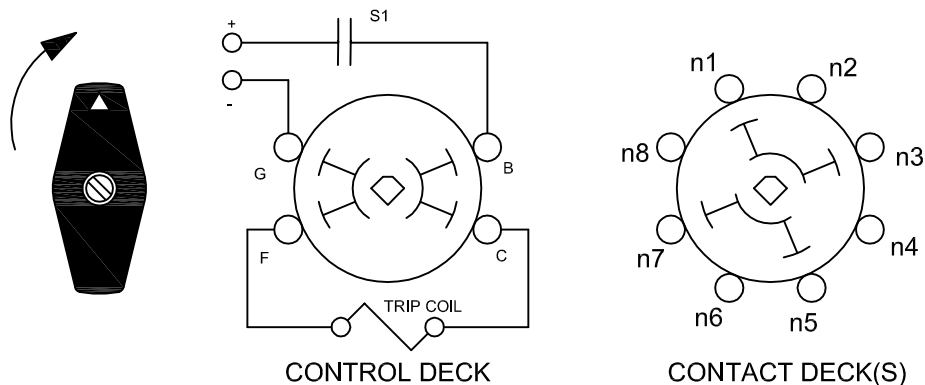 S1
+
-
G
B
F
C
TRIP COIL
CONTROL DECK
n1
n2
n8
n3
n7
n4
n6
n5
CONTACT DECK(S)